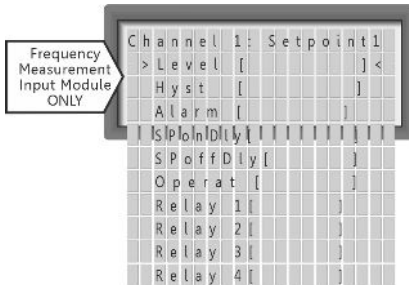 Frequency
Measurement
Input Module
ONLY
Channel 1: Setpoint1
>Level [ ]<
Hyst [ ]
Alarm [ ]
SPonDly[ ]
SPoffDly[ ]
Operat [ ]
Relay 1[ ]
Relay 2[ ]
Relay 3[ ]
Relay 4[ ]